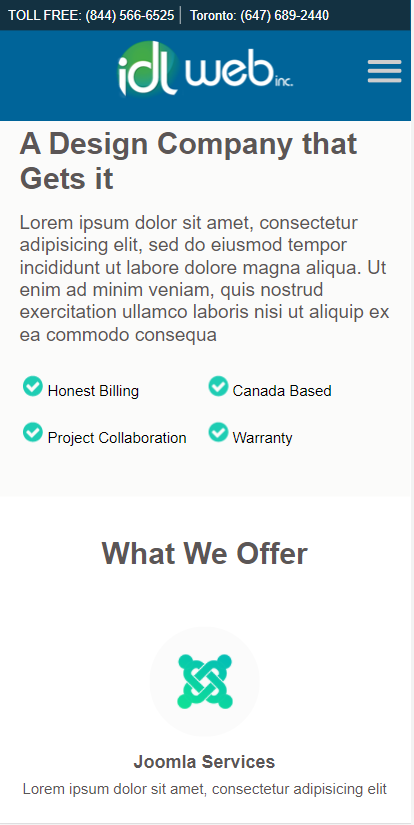 TOLL FREE: (844) 566-6525 | Toronto: (647) 689-2440
idl web inc.
A Design Company that
Gets it
Lorem ipsum dolor sit amet, consectetur
adipisicing elit, sed do eiusmod tempor
incididunt ut labore dolore magna aliqua. Ut
enim ad minim veniam, quis nostrud
exercitation ullamco laboris nisi ut aliquip ex
ea commodo consequa
Honest Billing
Canada Based
Project Collaboration
Warranty
What We Offer
Joomla Services
Lorem ipsum dolor sit amet, consectetur adipisicing elit